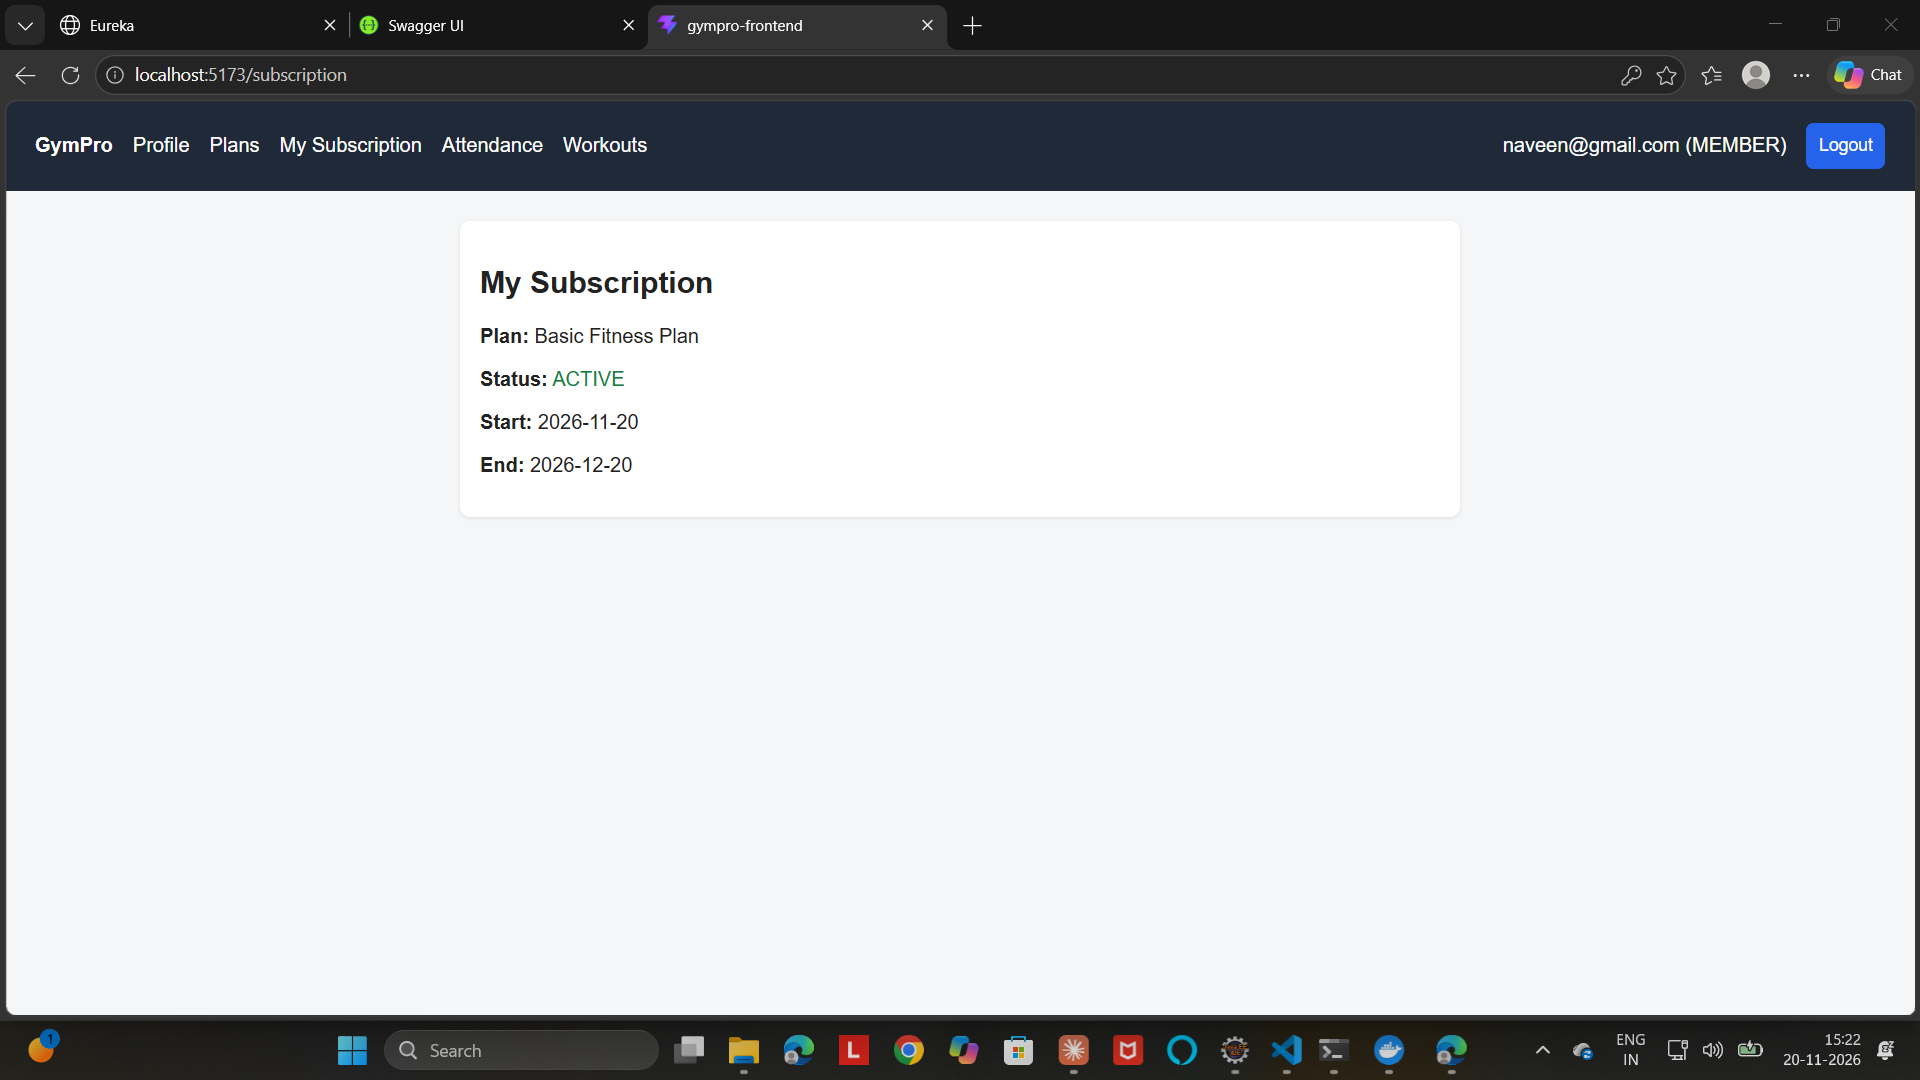 Eureka
Swagger UI
gympro-frontend
localhost:5173/subscription
Chat
GymPro Profile Plans My Subscription Attendance Workouts
naveen@gmail.com (MEMBER) Logout
My Subscription
Plan: Basic Fitness Plan
Status: ACTIVE
Start: 2026-11-20
End: 2026-12-20
1
Search
L
ENG
IN
15:22
20-11-2026